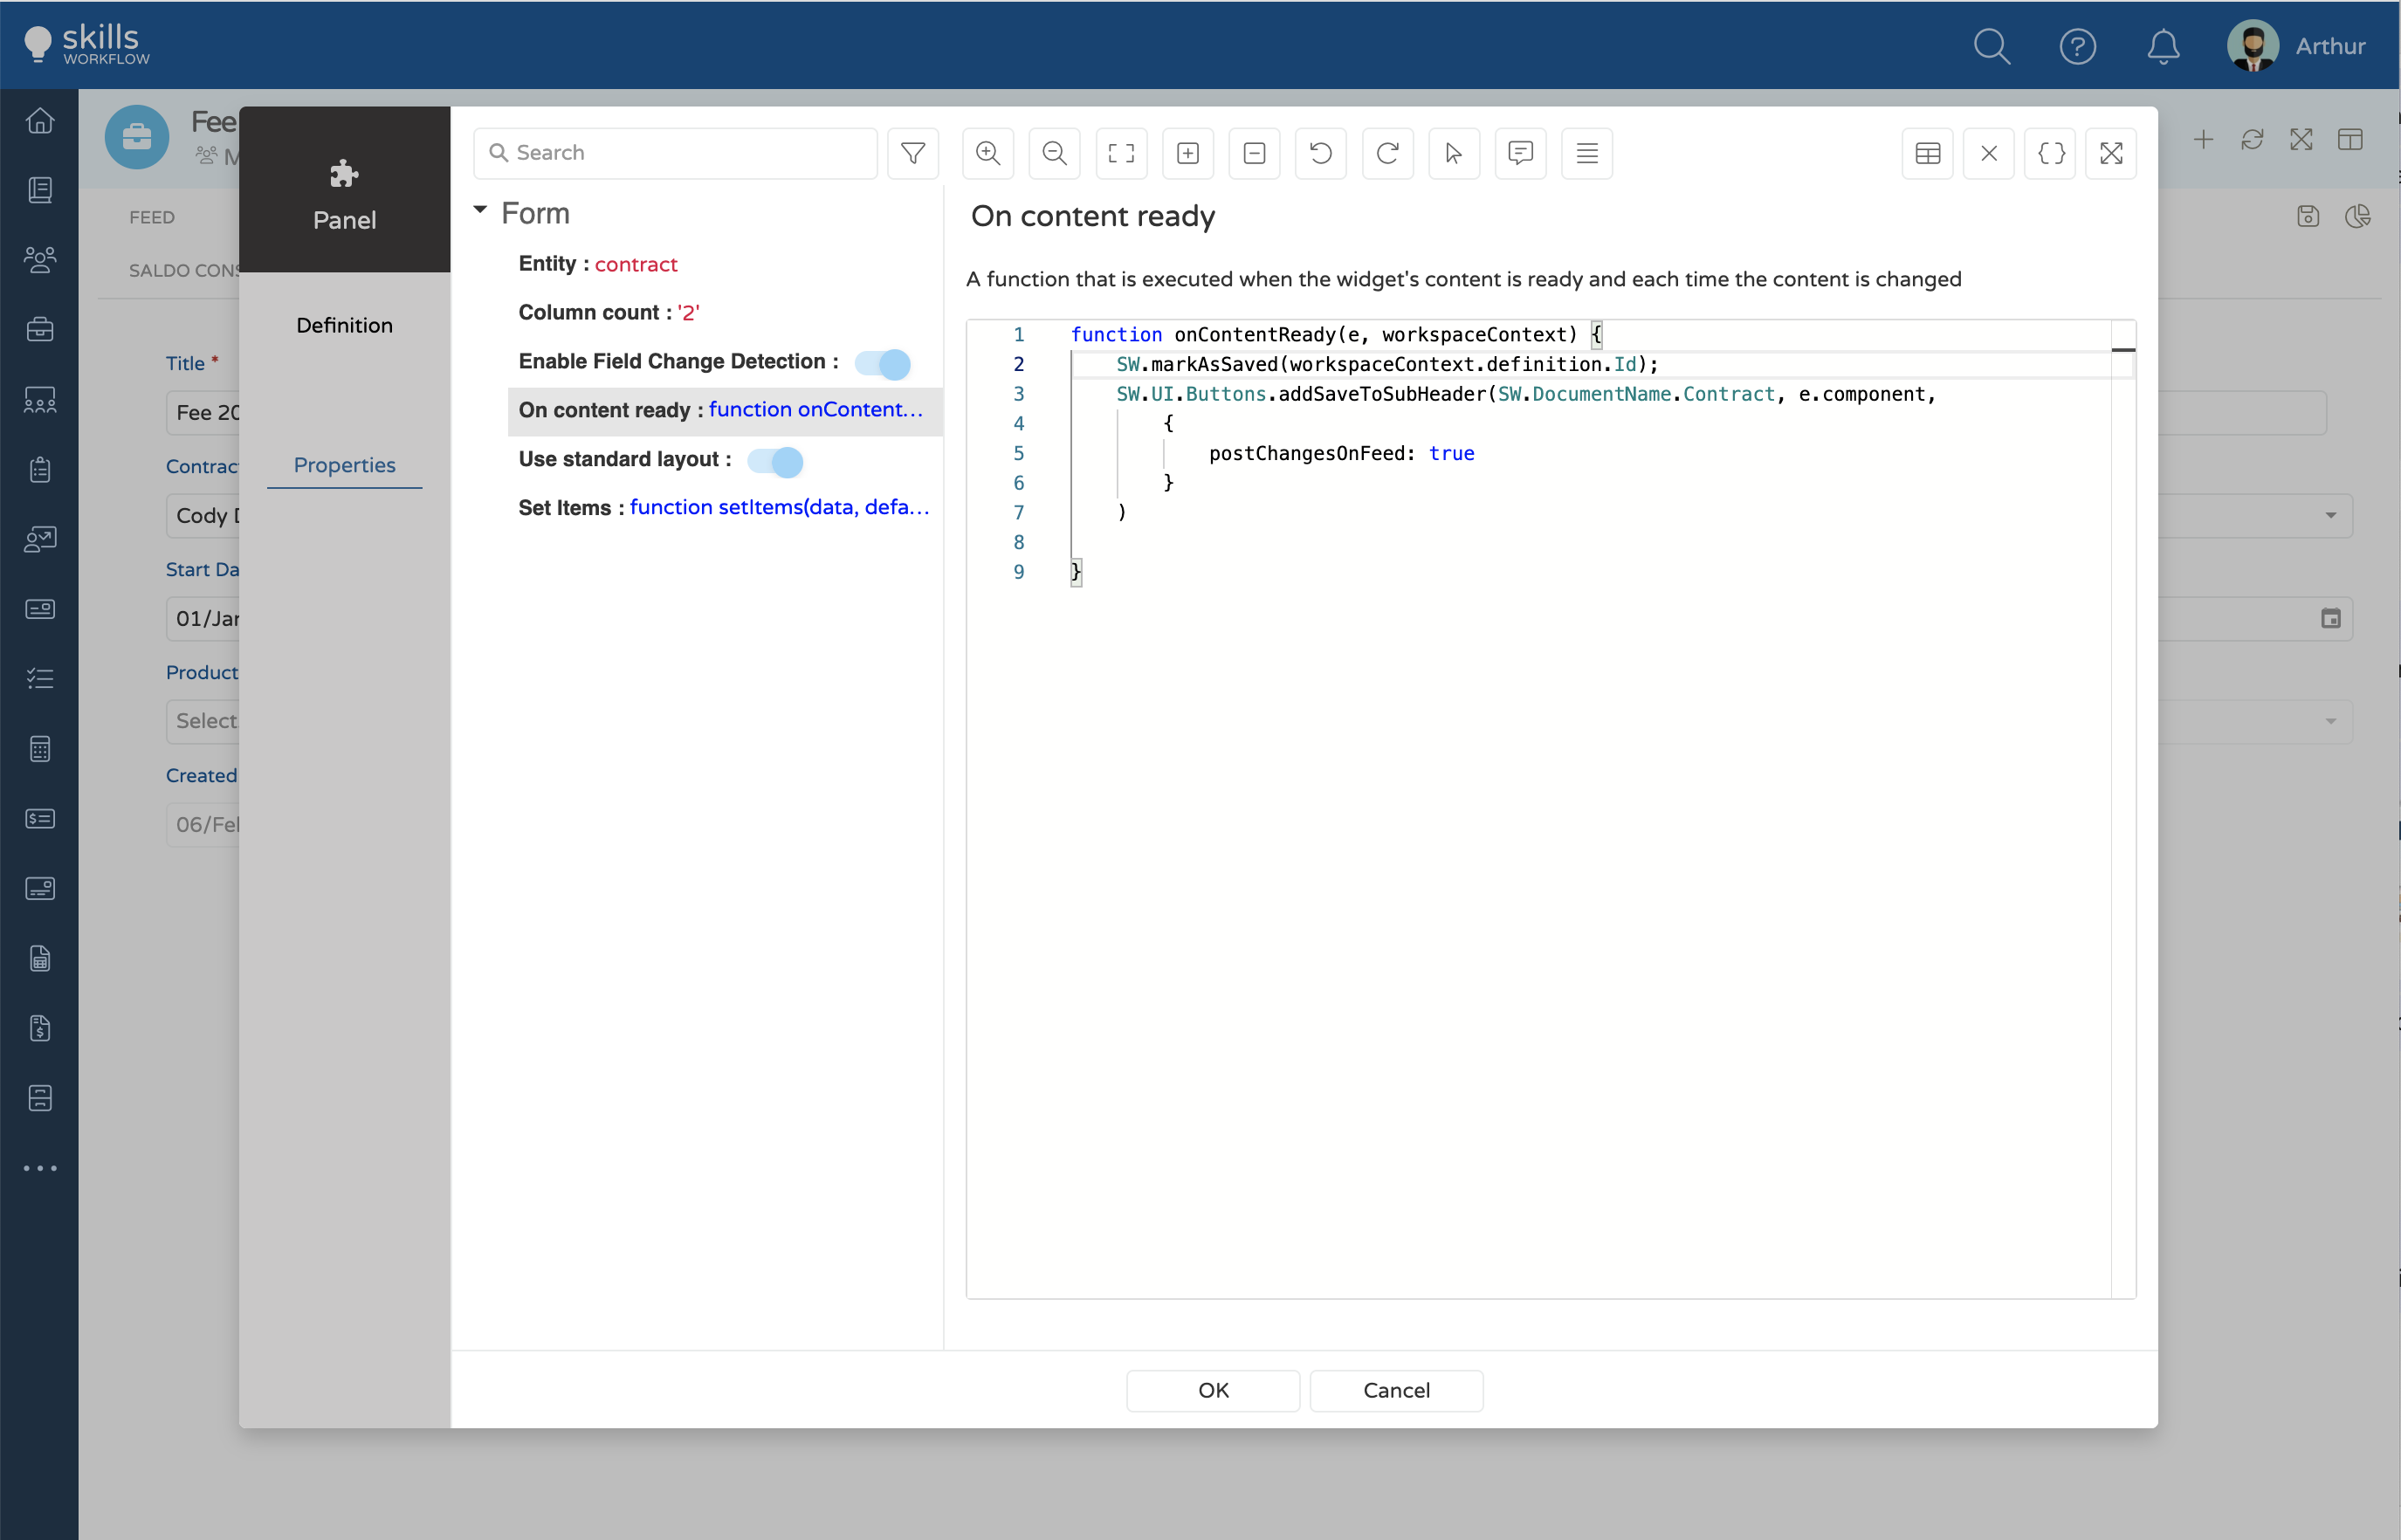 skills
WORKFLOW
Arthur
Fee
M
FEED
SALDO CONS
Title *
Fee 20
Contrac
Cody D
Start Da
01/Jan
Product
Select
Created
06/Fel
Panel
Definition
Properties
Search
Form
Entity : contract
Column count : '2'
Enable Field Change Detection :
On content ready : function onContent...
Use standard layout :
Set Items : function setItems(data, defa...
On content ready
A function that is executed when the widget's content is ready and each time the content is changed
1 function onContentReady(e, workspaceContext) {
2 SW.markAsSaved(workspaceContext.definition.Id);
3 SW.UI.Buttons.addSaveToSubHeader(SW.DocumentName.Contract, e.component,
4 {
5 postChangesOnFeed: true
6 }
7 )
8
9 }
OK
Cancel